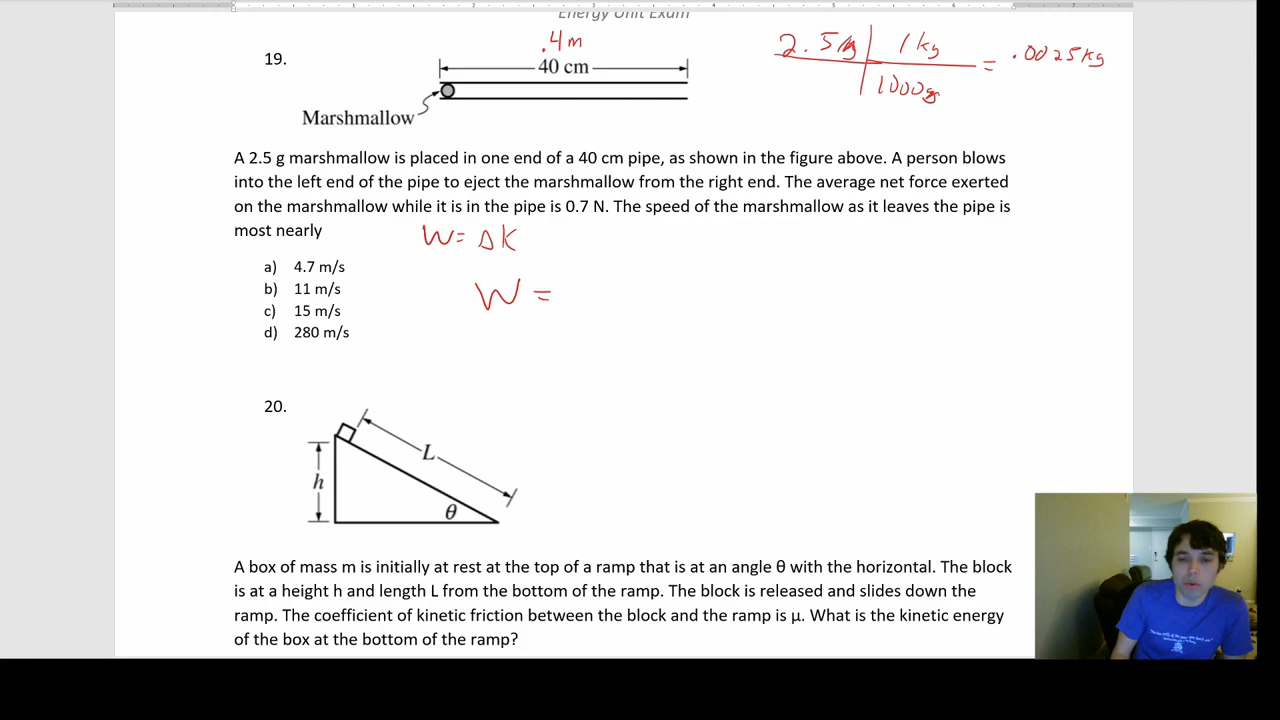 Energy Unit Exam
19.
.4m
40 cm
2.5g | 1kg
1000g = .0025kg
Marshmallow
A 2.5 g marshmallow is placed in one end of a 40 cm pipe, as shown in the figure above. A person blows
into the left end of the pipe to eject the marshmallow from the right end. The average net force exerted
on the marshmallow while it is in the pipe is 0.7 N. The speed of the marshmallow as it leaves the pipe is
most nearly
W= ΔK
a) 4.7 m/s
b) 11 m/s
W =
c) 15 m/s
d) 280 m/s
20.
L
h
θ
A box of mass m is initially at rest at the top of a ramp that is at an angle θ with the horizontal. The block
is at a height h and length L from the bottom of the ramp. The block is released and slides down the
ramp. The coefficient of kinetic friction between the block and the ramp is μ. What is the kinetic energy
of the box at the bottom of the ramp?